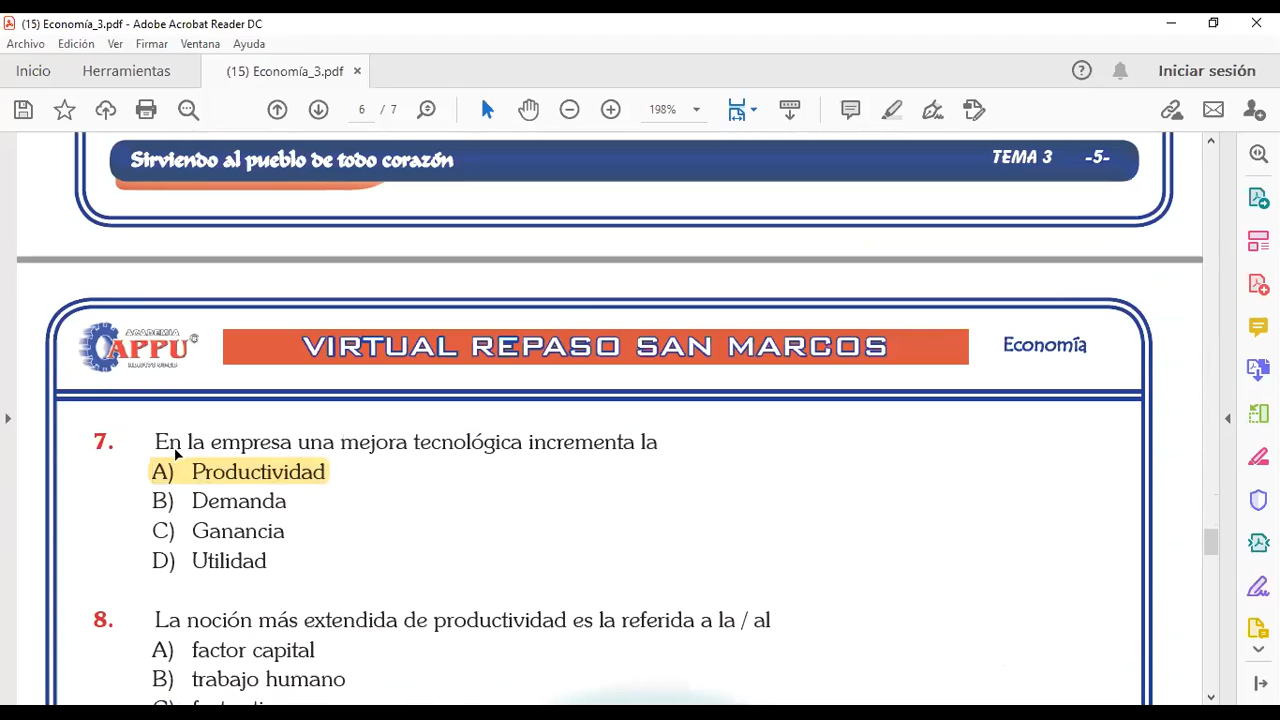 (15) Economía_3.pdf - Adobe Acrobat Reader DC
Archivo Edición Ver Firmar Ventana Ayuda
Inicio Herramientas (15) Economía_3.pdf × Iniciar sesión
6 / 7 198%
Sirviendo al pueblo de todo corazón TEMA 3 -5-
ACADEMIA
APPU
VIRTUAL REPASO SAN MARCOS
Economía
7. En la empresa una mejora tecnológica incrementa la
A) Productividad
B) Demanda
C) Ganancia
D) Utilidad
8. La noción más extendida de productividad es la referida a la / al
A) factor capital
B) trabajo humano